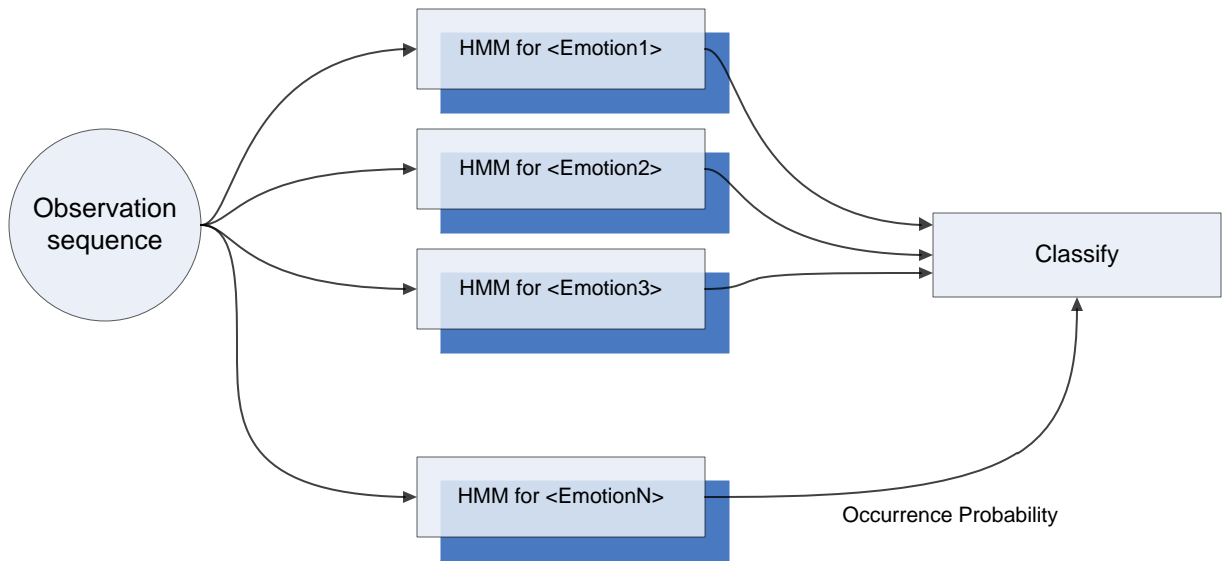 HMM for <Emotion1>
HMM for <Emotion2>
Observation
sequence
HMM for <Emotion3>
Classify
HMM for <EmotionN>
Occurrence Probability